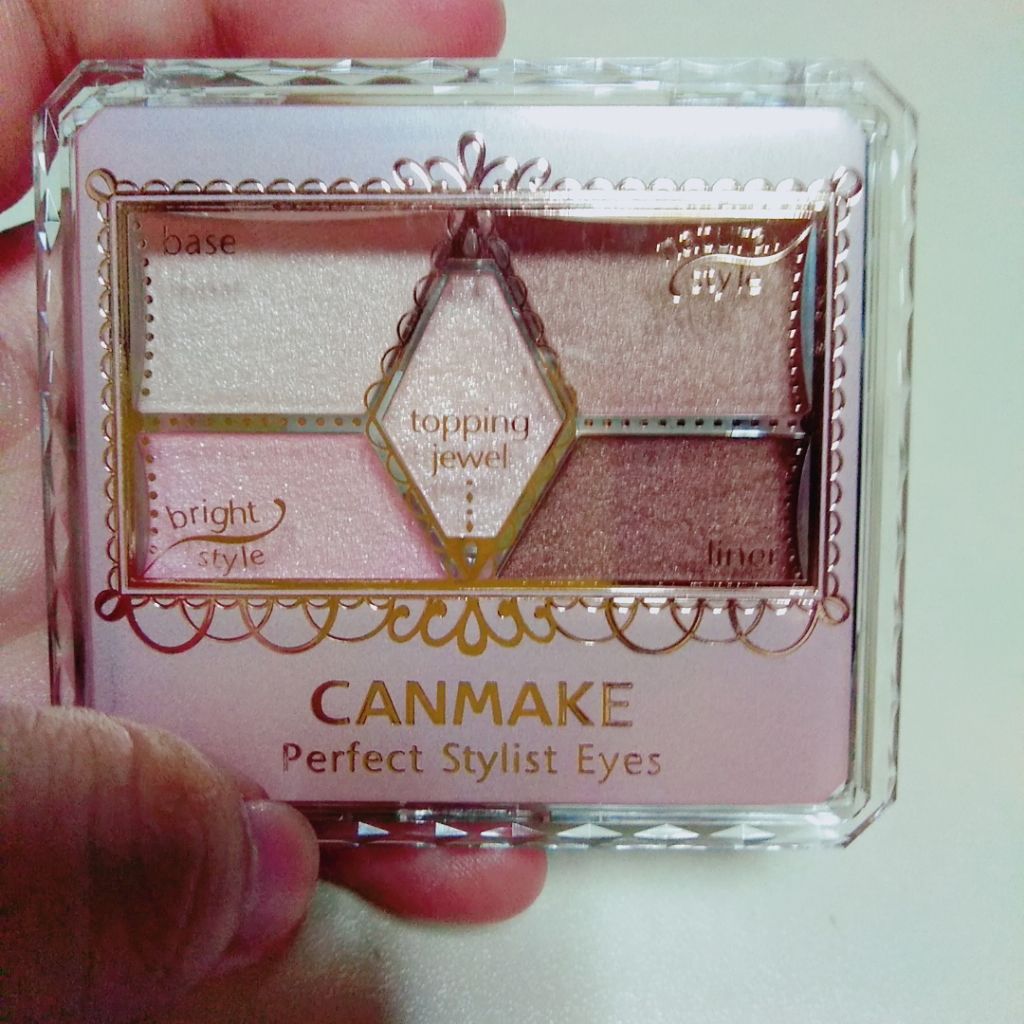 base
style
topping
jewel
bright
style
liner
CANMAKE
Perfect Stylist Eyes